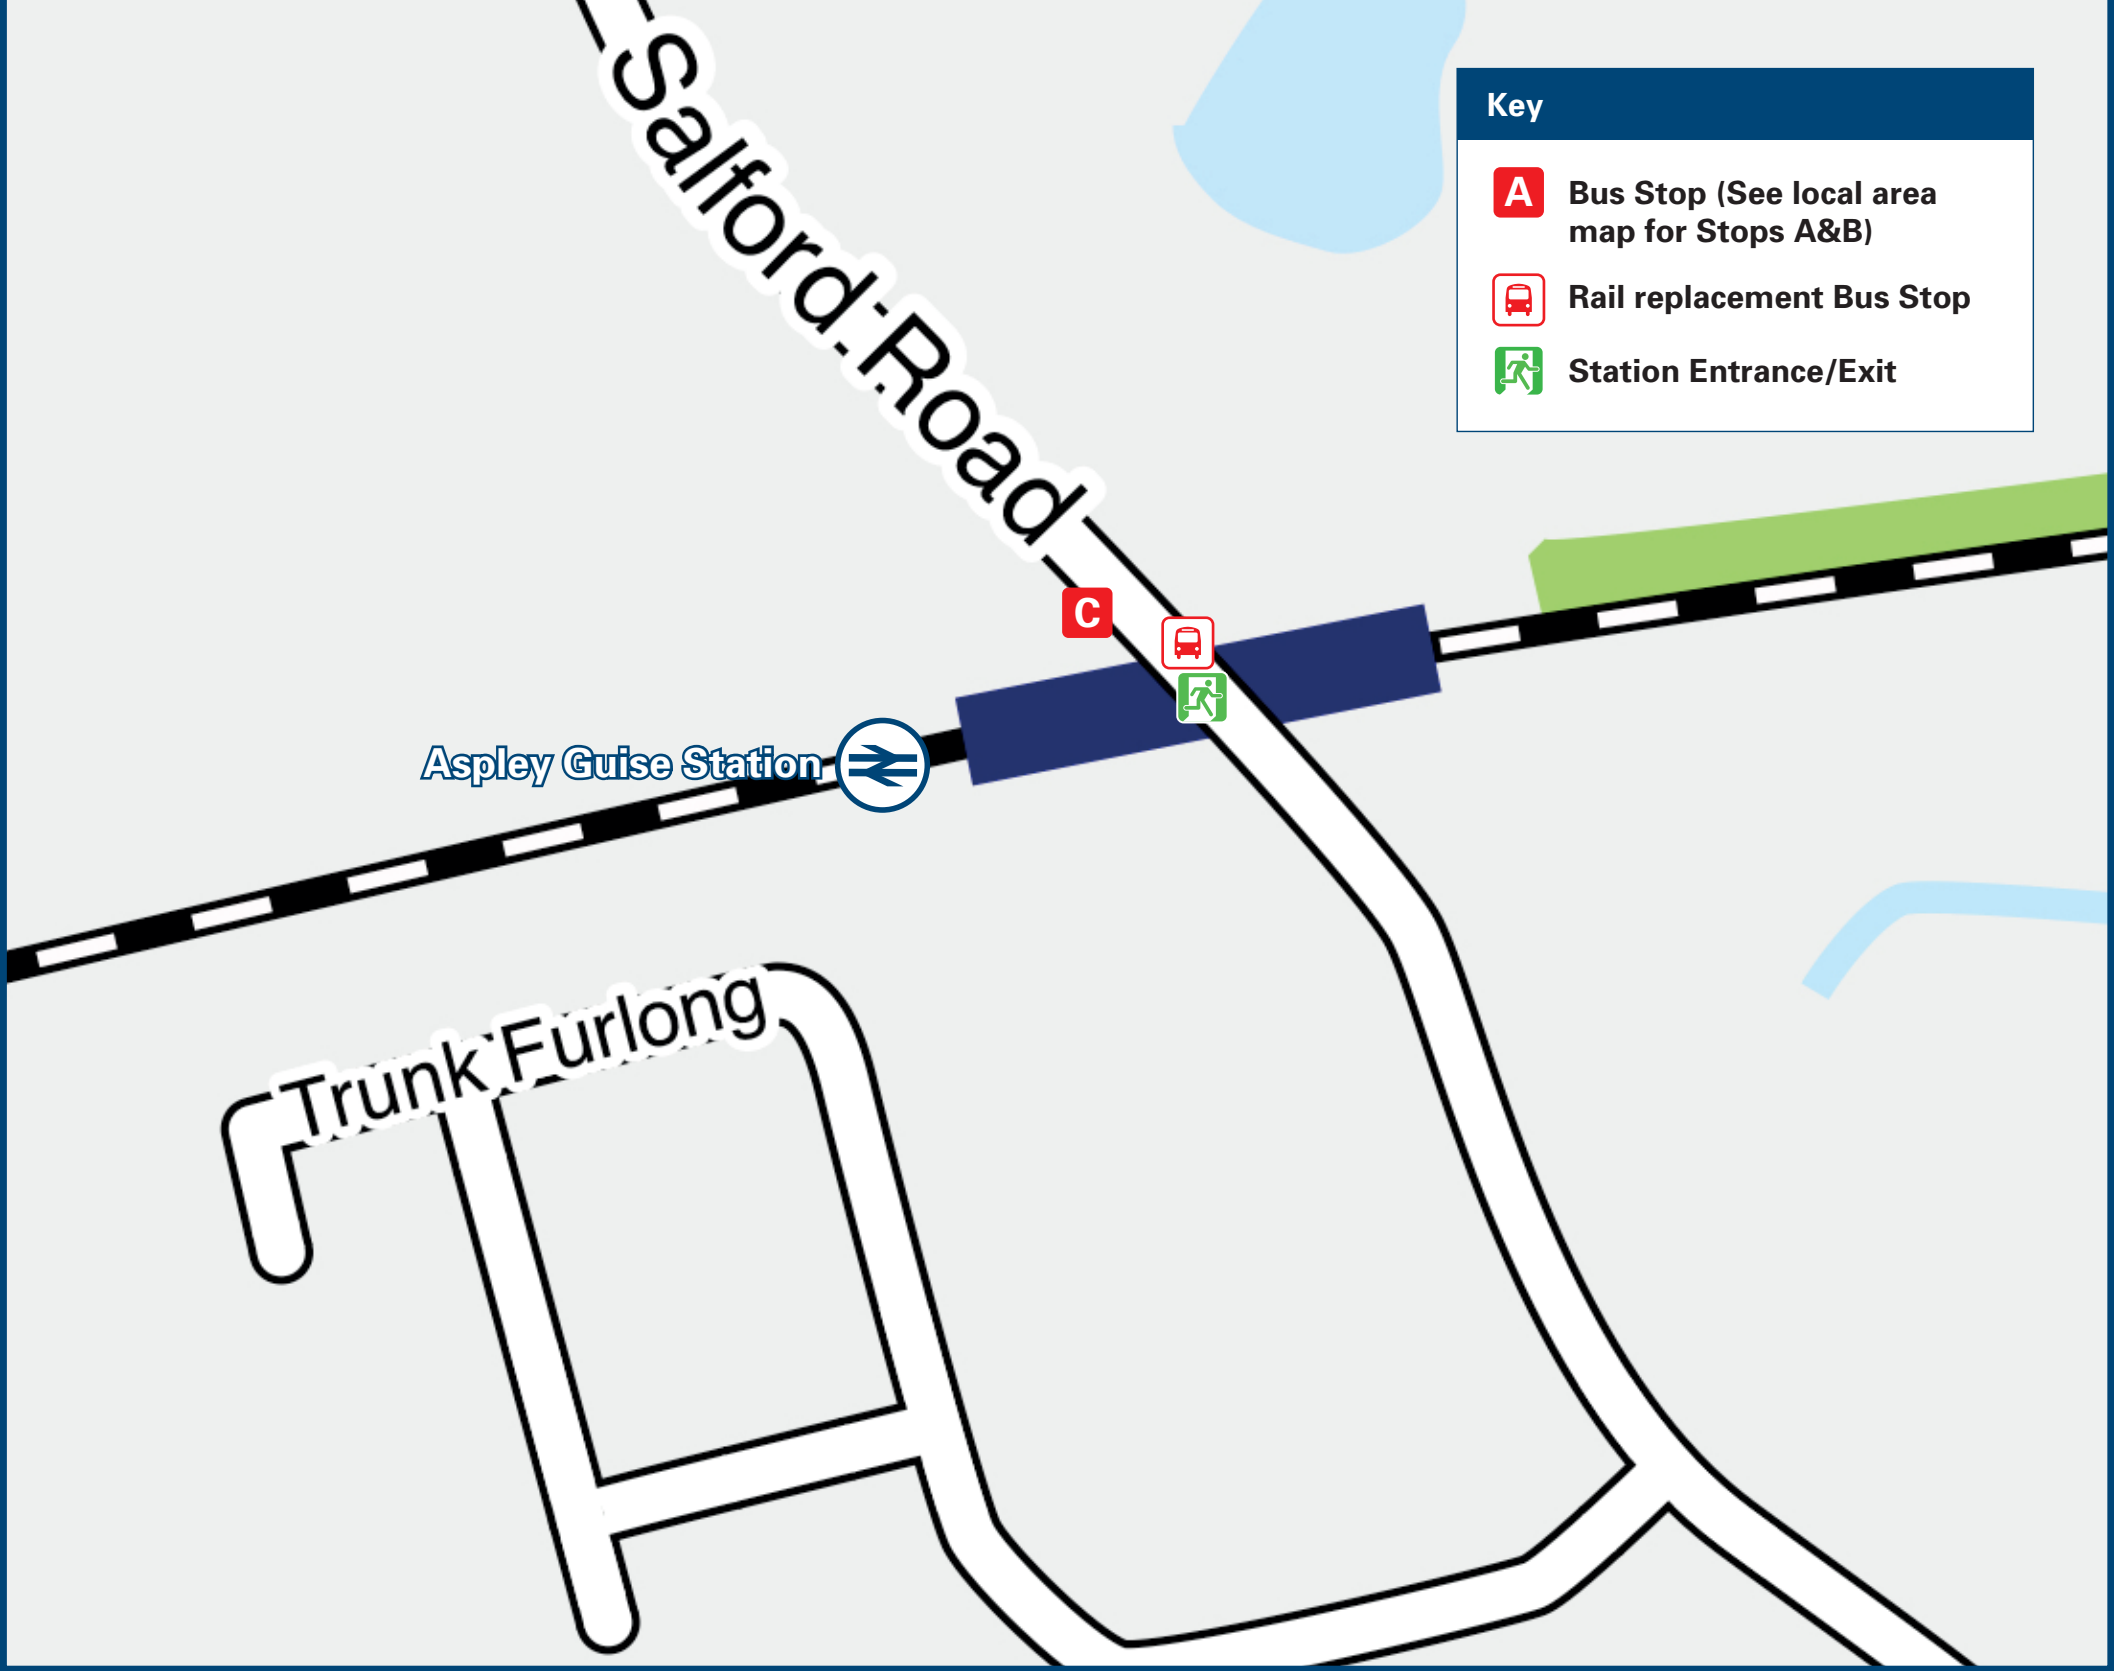 Salford Road
Key
A
Bus Stop (See local area
map for Stops A&B)
Rail replacement Bus Stop
Station Entrance/Exit
C
Aspley Guise Station
Trunk Furlong